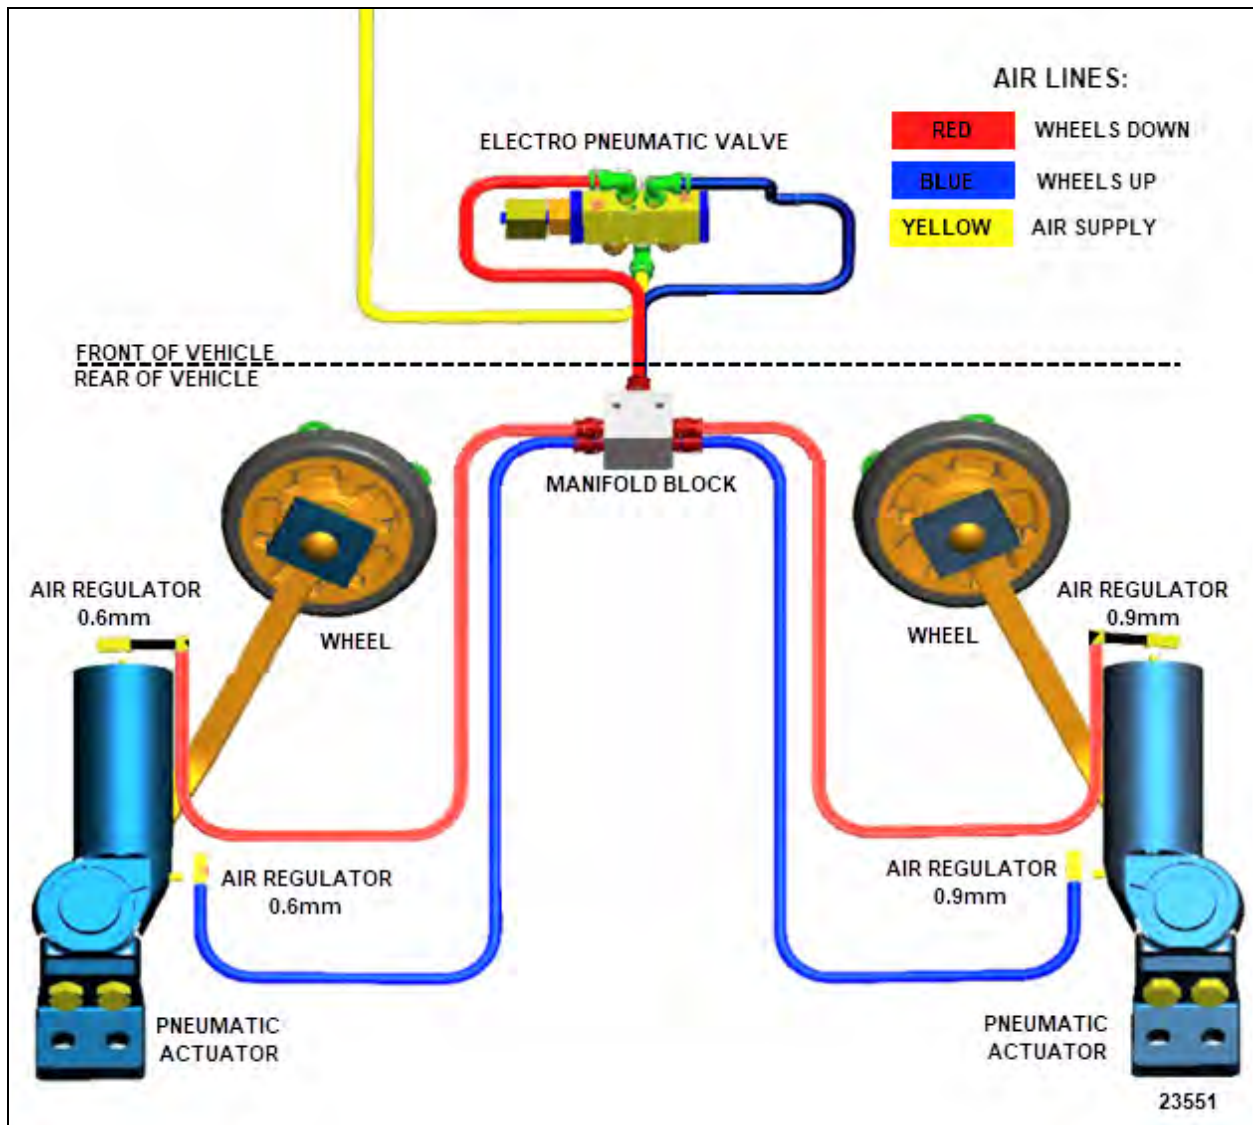 AIR LINES:
RED WHEELS DOWN
BLUE WHEELS UP
YELLOW AIR SUPPLY
ELECTRO PNEUMATIC VALVE
FRONT OF VEHICLE
REAR OF VEHICLE
MANIFOLD BLOCK
AIR REGULATOR
0.6mm
WHEEL
WHEEL
AIR REGULATOR
0.9mm
AIR REGULATOR
0.6mm
AIR REGULATOR
0.9mm
PNEUMATIC
ACTUATOR
PNEUMATIC
ACTUATOR
23551